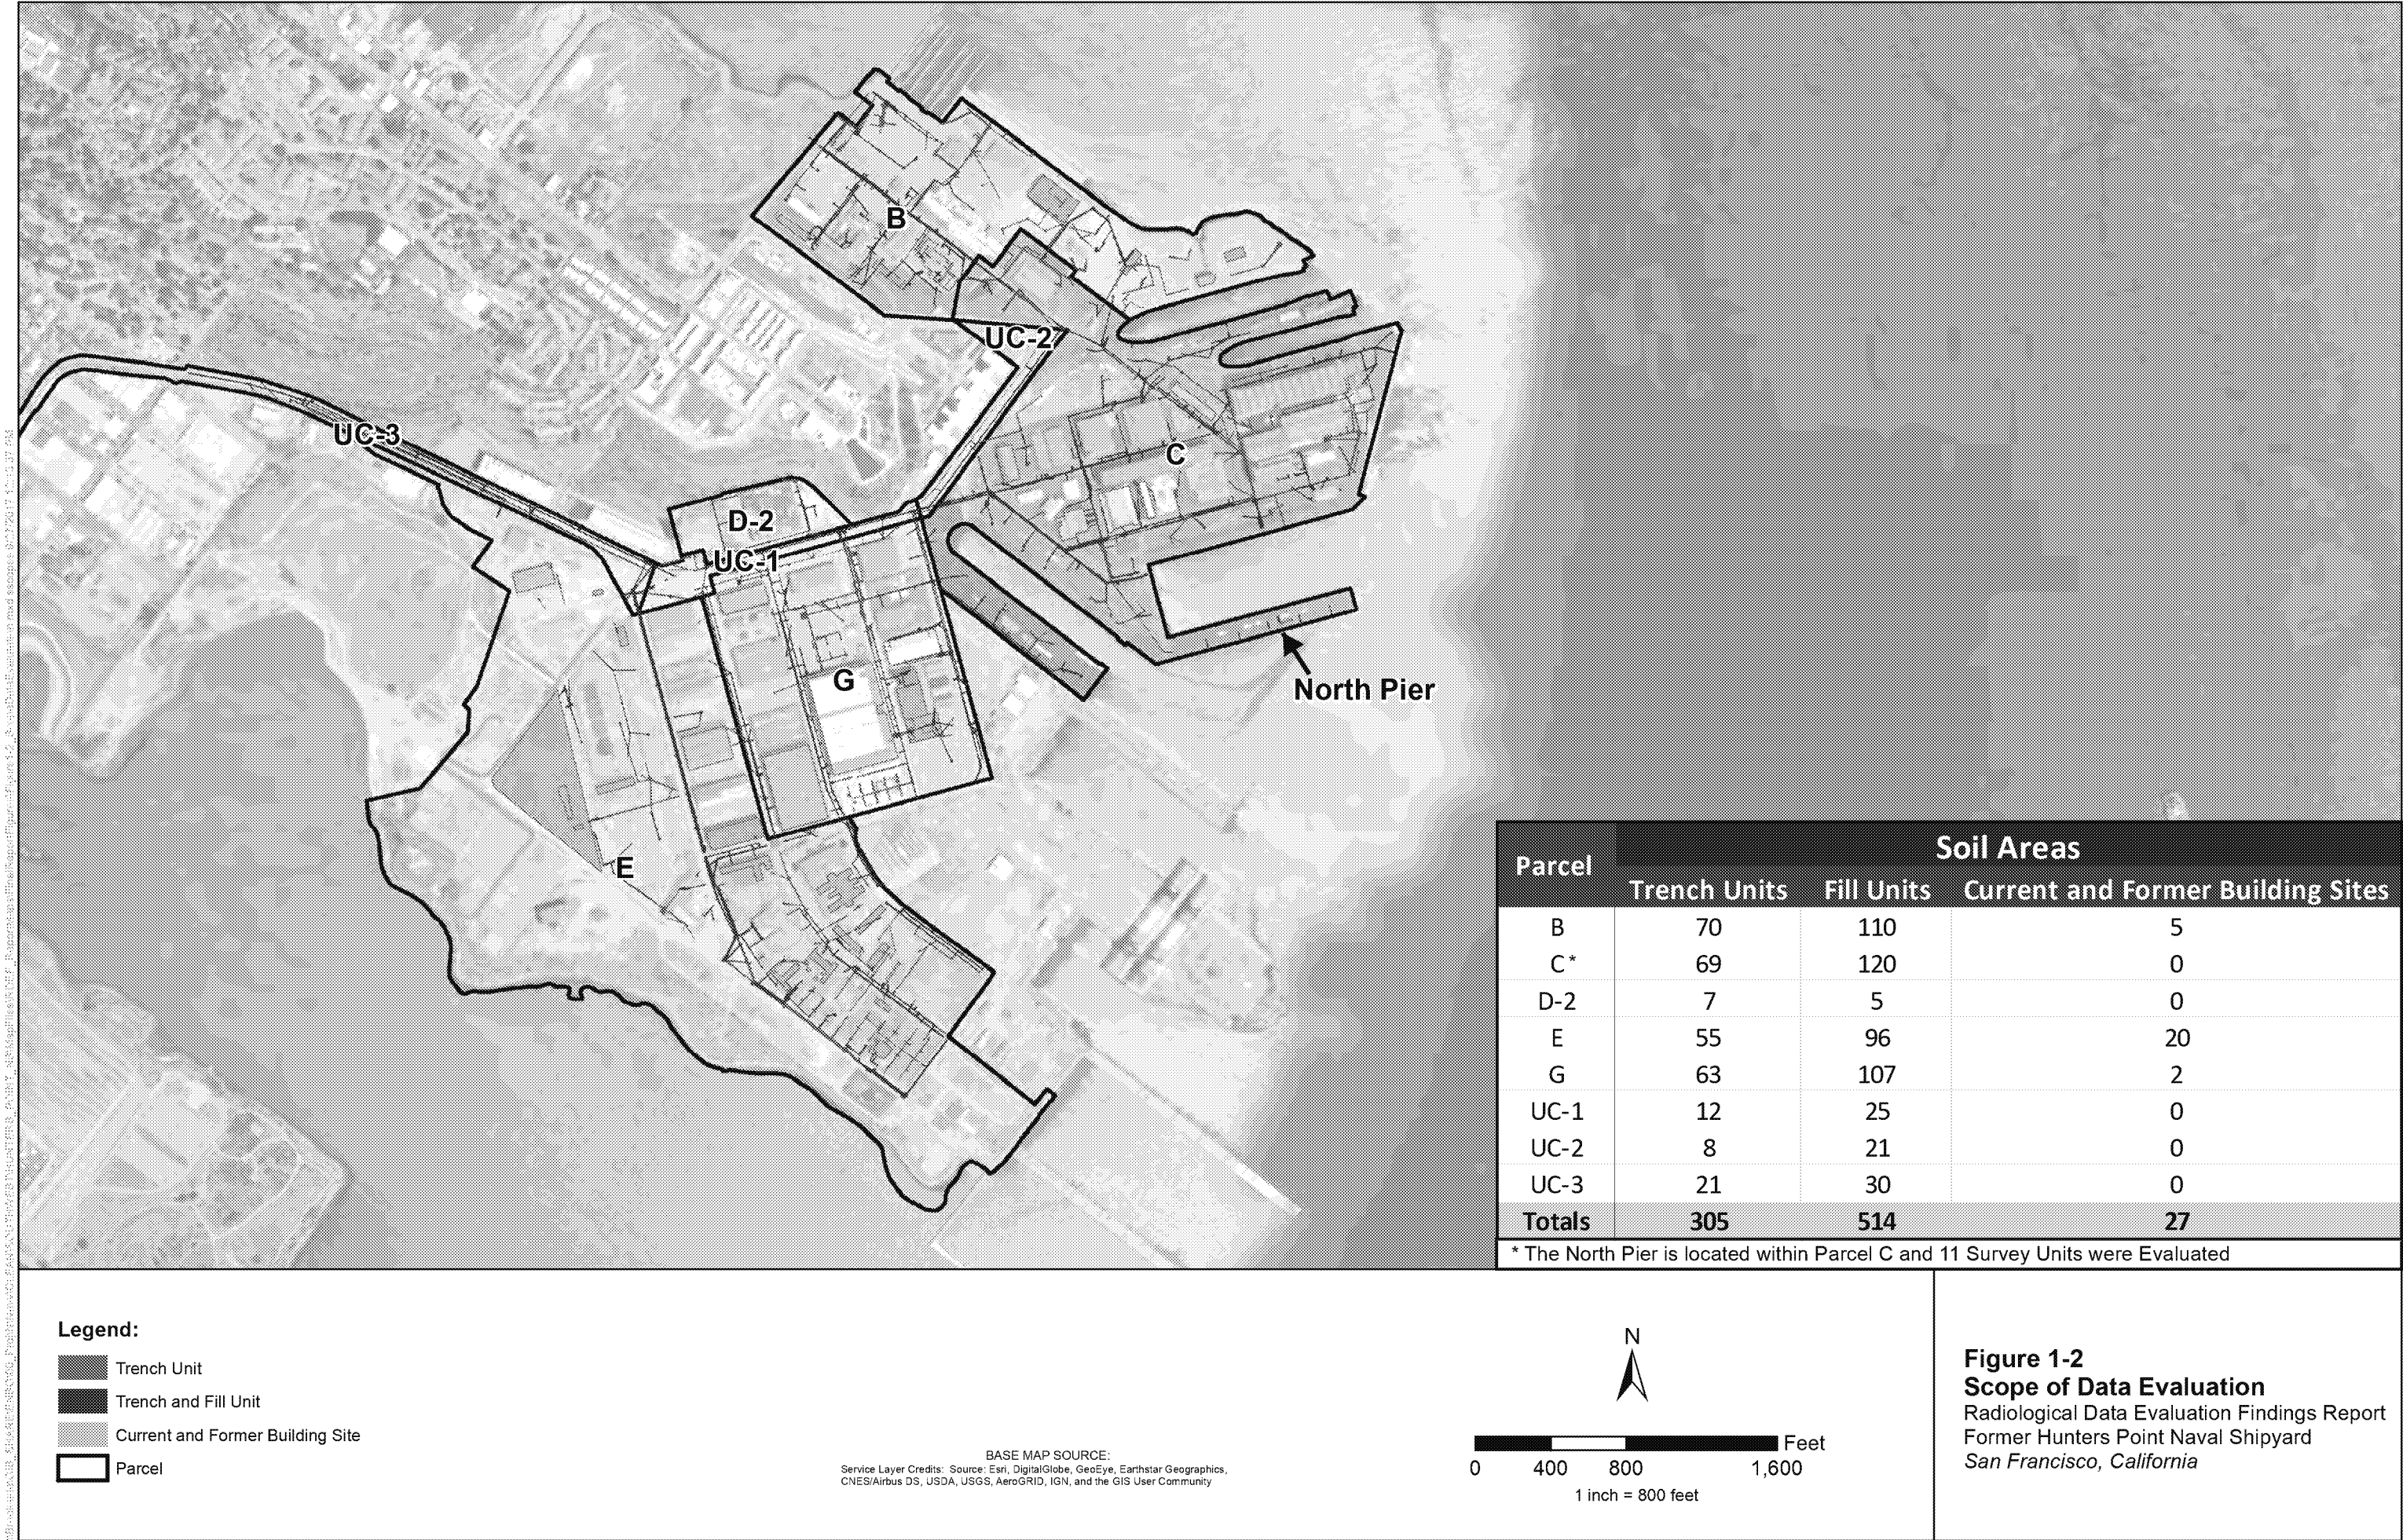 B
UC-2
UC-3
C
D-2
UC-1
G
North Pier
E
Parcel Soil Areas
Trench Units Fill Units Current and Former Building Sites
B 70 110 5
C* 69 120 0
D-2 7 5 0
E 55 96 20
G 63 107 2
UC-1 12 25 0
UC-2 8 21 0
UC-3 21 30 0
Totals 305 514 27
* The North Pier is located within Parcel C and 11 Survey Units were Evaluated
Legend:
Trench Unit
Trench and Fill Unit
Current and Former Building Site
Parcel
BASE MAP SOURCE:
Service Layer Credits: Source: Esri, DigitalGlobe, GeoEye, Earthstar Geographics,
CNES/Airbus DS, USDA, USGS, AeroGRID, IGN, and the GIS User Community
N
Feet
0 400 800 1,600
1 inch = 800 feet
Figure 1-2
Scope of Data Evaluation
Radiological Data Evaluation Findings Report
Former Hunters Point Naval Shipyard
San Francisco, California